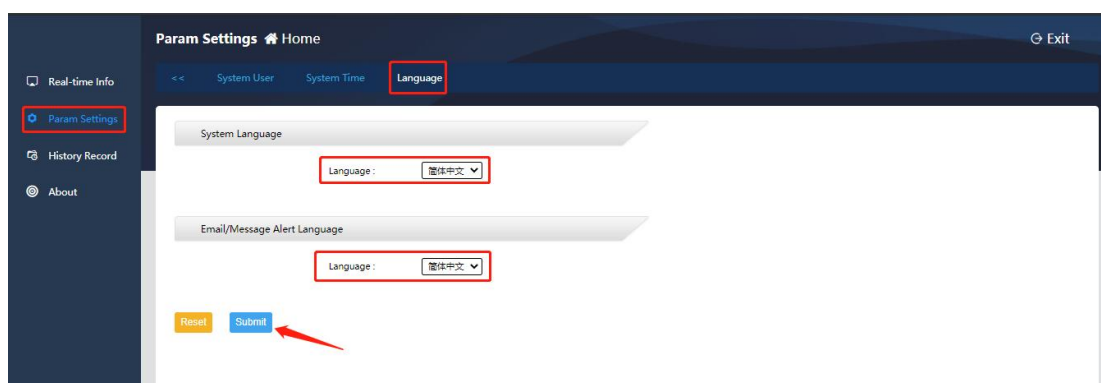 Param Settings Home
Exit
Real-time Info
Param Settings
History Record
About
<< System User System Time Language
System Language
Language : 简体中文
Email/Message Alert Language
Language : 简体中文
Reset Submit